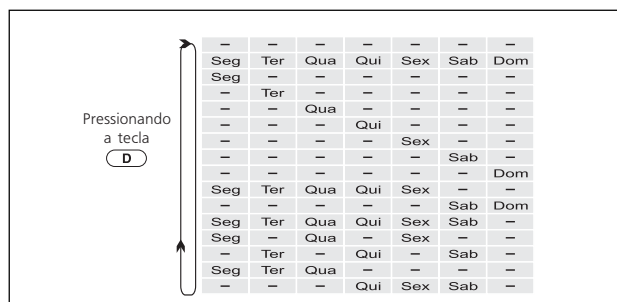 Pressionando
a tecla
D
– – – – – – –
Seg Ter Qua Qui Sex Sab Dom
Seg – – – – – –
– Ter – – – – –
– – Qua – – – –
– – – Qui – – –
– – – – Sex – –
– – – – – Sab –
– – – – – – Dom
Seg Ter Qua Qui Sex – –
– – – – – Sab Dom
Seg Ter Qua Qui Sex Sab –
Seg – Qua – Sex – –
– Ter – Qui – Sab –
Seg Ter Qua – – – –
– – – Qui Sex Sab –